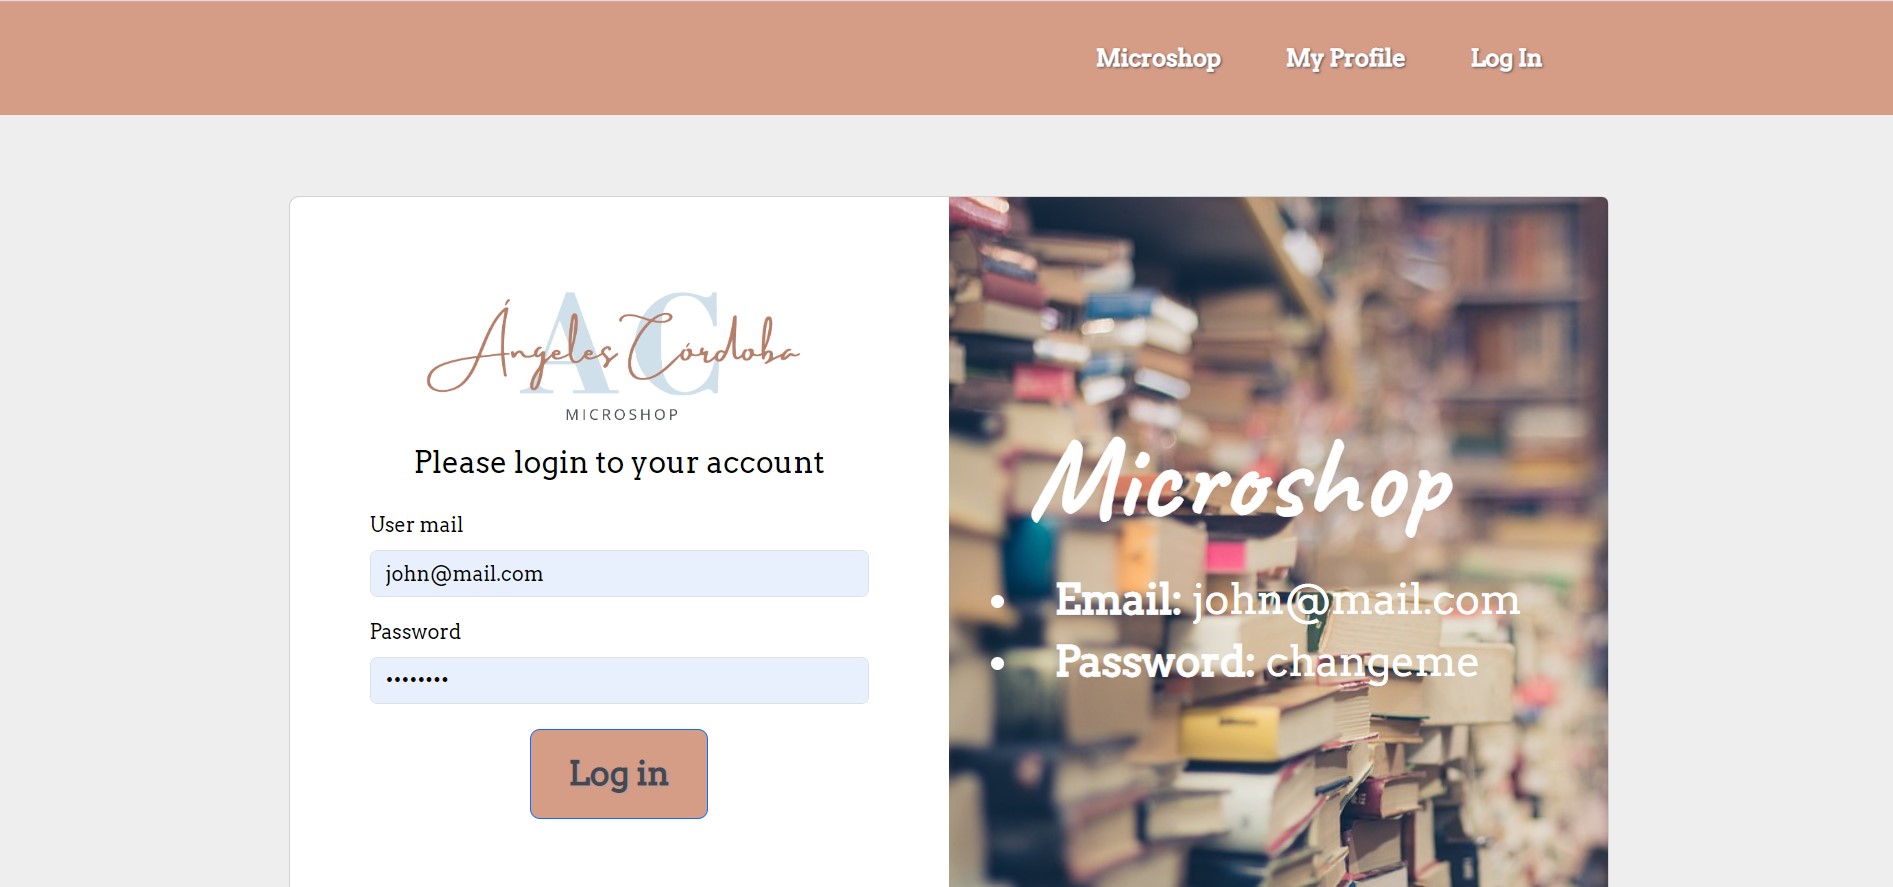 Microshop My Profile Log In
AC
Ángeles Córdoba
MICROSHOP
Please login to your account
User mail
john@mail.com
Password
••••••••
Log in
Microshop
• Email: john@mail.com
• Password: changeme